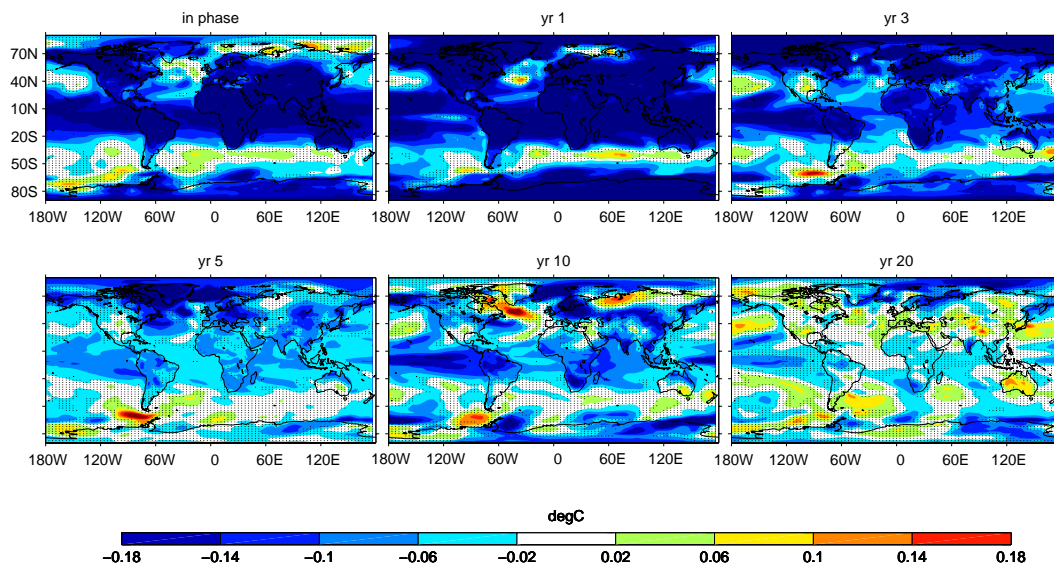 in phase yr 1 yr 3
70N
40N
10N
20S
50S
80S
180W 120W 60W 0 60E 120E 180W 120W 60W 0 60E 120E 180W 120W 60W 0 60E 120E
yr 5 yr 10 yr 20
180W 120W 60W 0 60E 120E 180W 120W 60W 0 60E 120E 180W 120W 60W 0 60E 120E
degC
−0.18 −0.14 −0.1 −0.06 −0.02 0.02 0.06 0.1 0.14 0.18